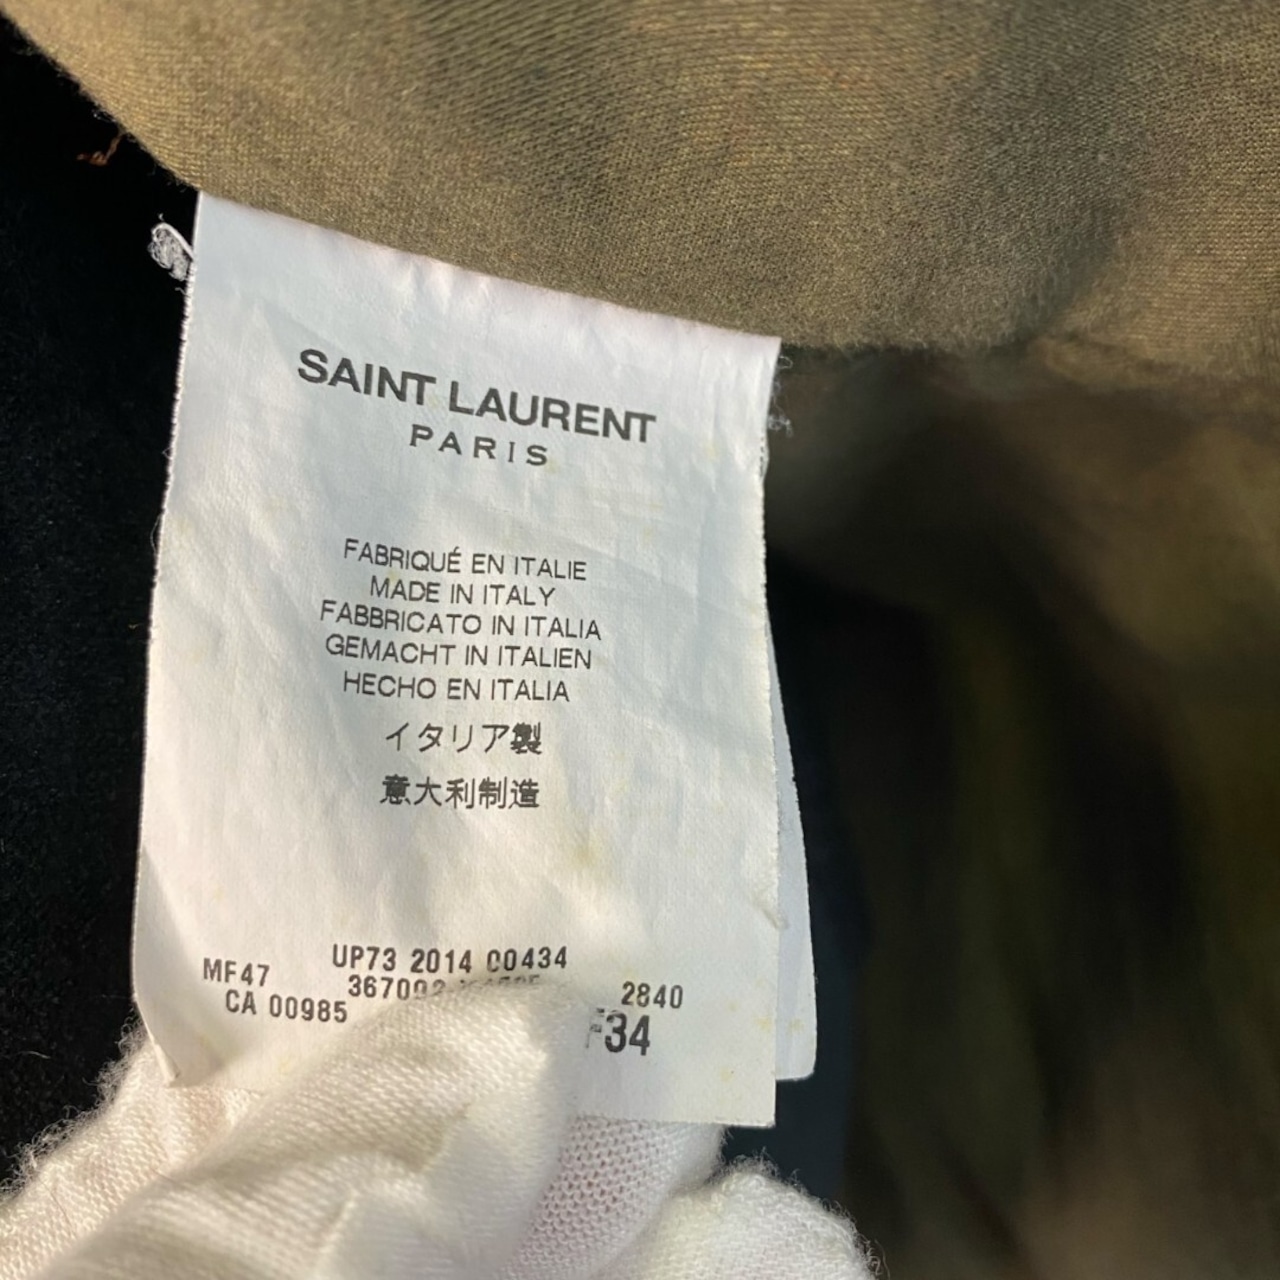 SAINT LAURENT
PARIS
FABRIQUÉ EN ITALIE
MADE IN ITALY
FABBRICATO IN ITALIA
GEMACHT IN ITALIEN
HECHO EN ITALIA
イタリア製
意大利制造
UP73 2014 00434
MF47
2840
CA 00985
F34